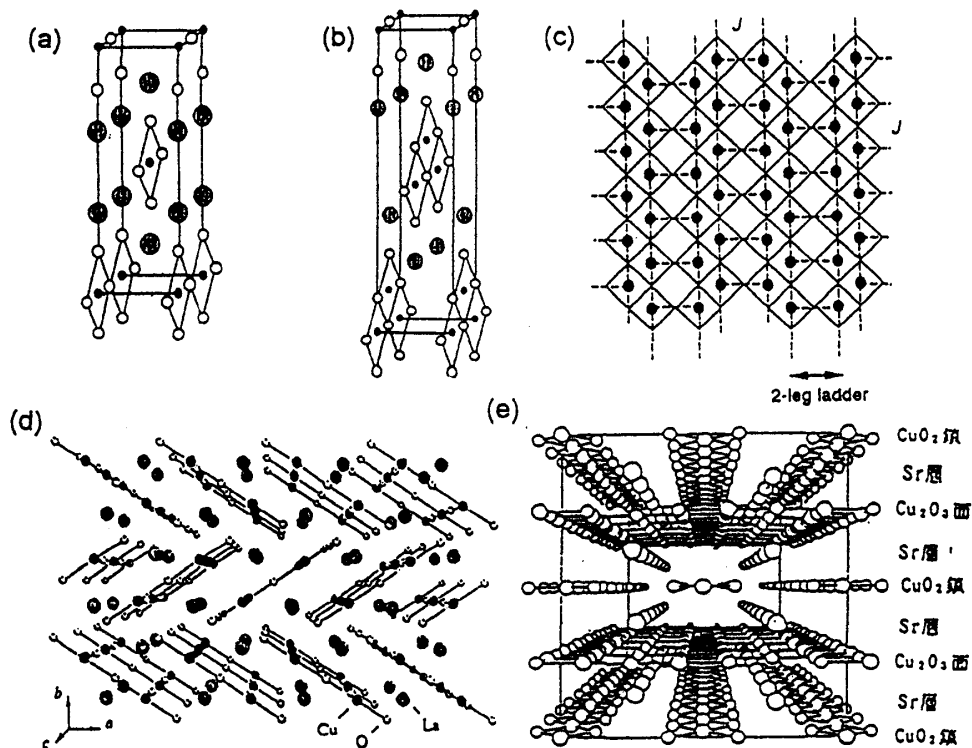 (a)
(b)
(c)
J
J
2-leg ladder
(d)
b
a
c
Cu
O
La
(e)
CuO₂鎖
Sr層
Cu₂O₃面
Sr層
CuO₂鎖
Sr層
Cu₂O₃面
Sr層
CuO₂鎖